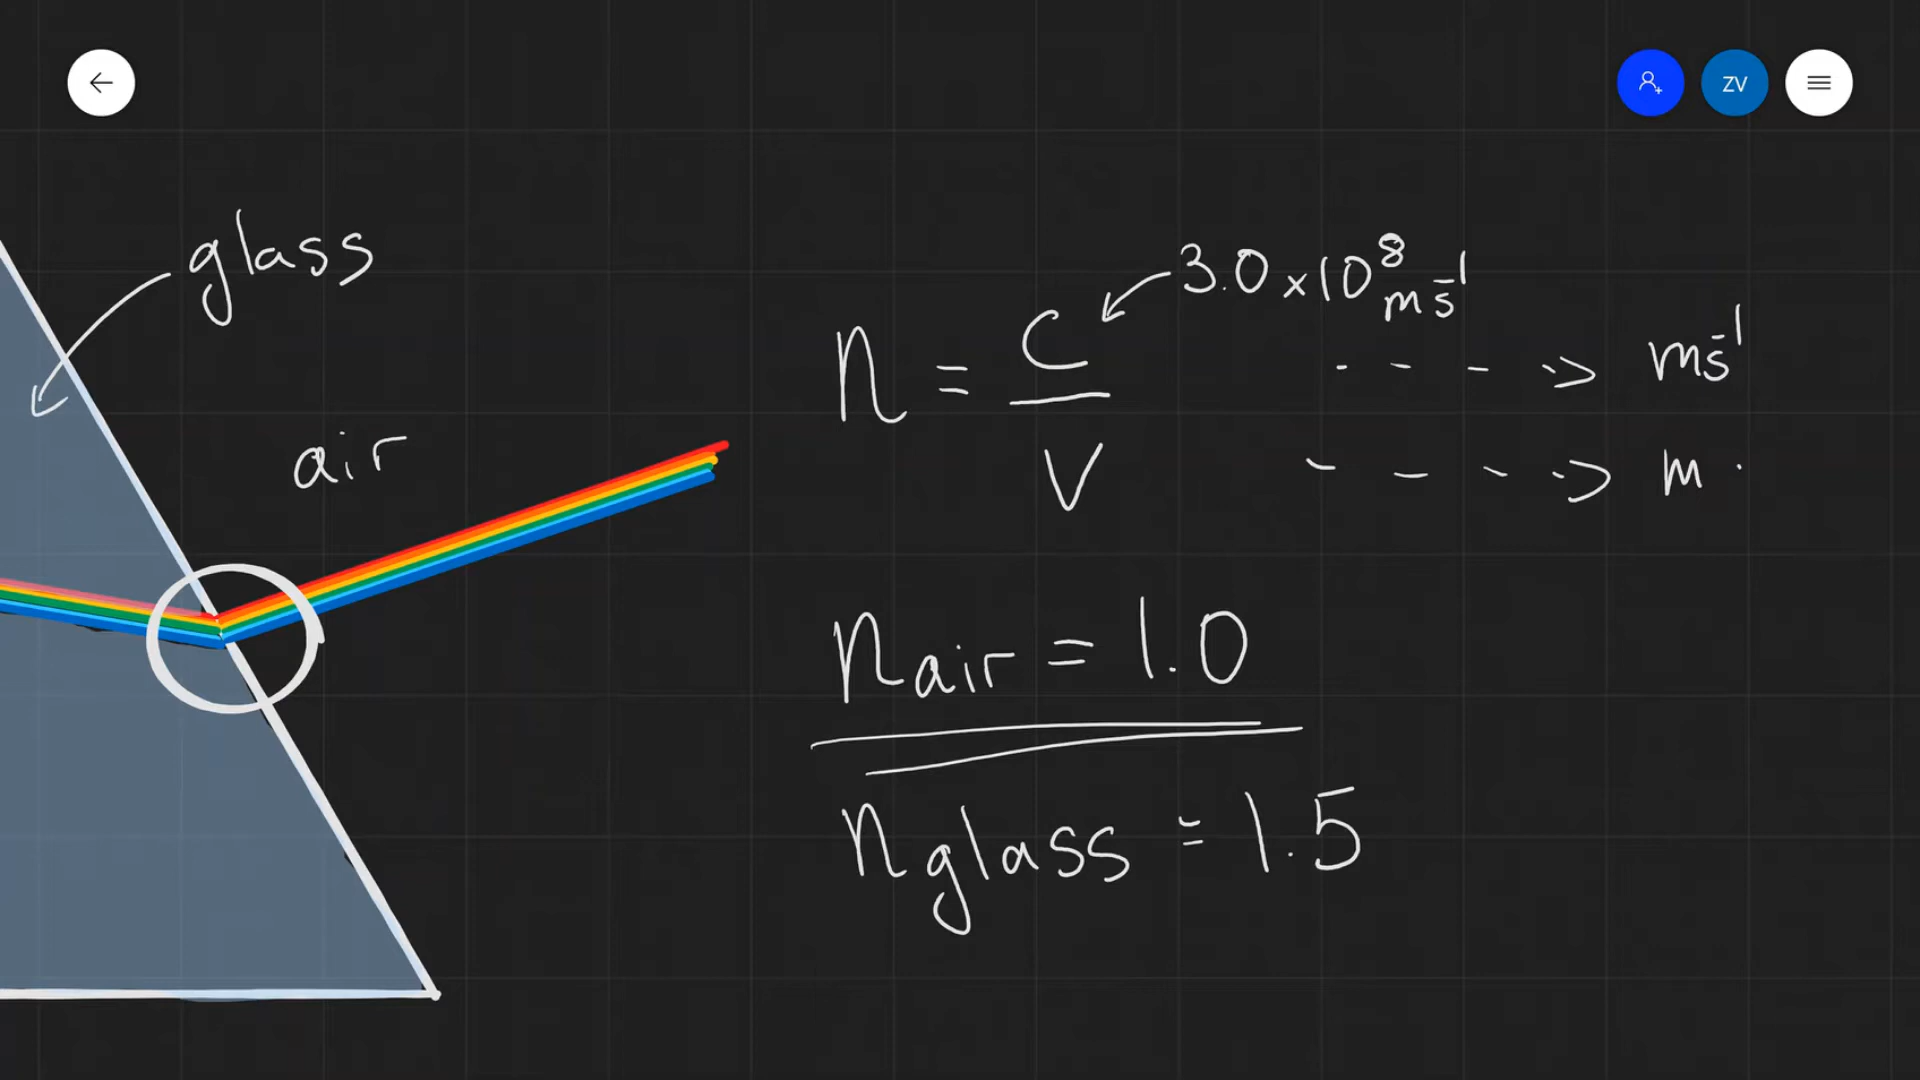 ZV
glass
3.0 × 10⁸ ms⁻¹
n = c/v
- - - -> ms⁻¹
- - - -> m
air
n air = 1.0
n glass = 1.5